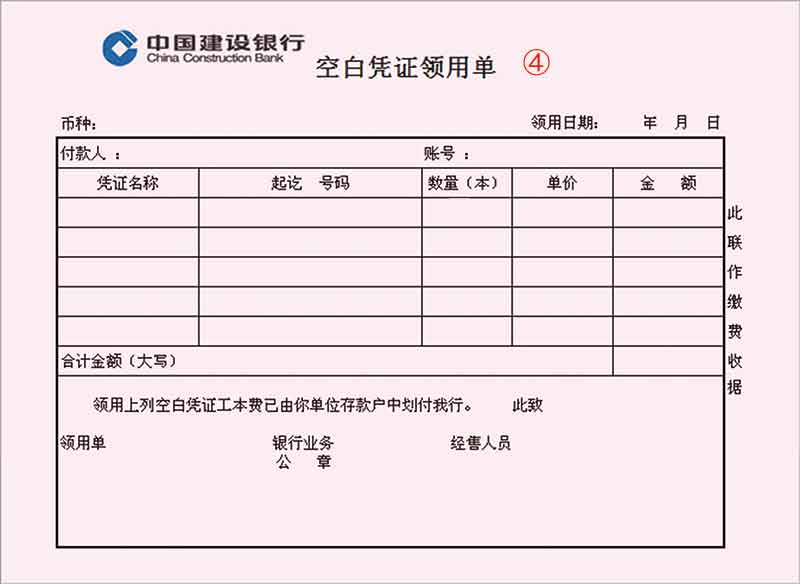 中国建设银行
China Construction Bank
空白凭证领用单 ④
币种: 领用日期: 年 月 日
付款人 : 账号 :
凭证名称 起讫 号码 数量(本) 单价 金 额
合计金额(大写)
领用上列空白凭证工本费已由你单位存款户中划付我行。 此致
领用单 银行业务 经售人员
公 章
此联作缴费收据